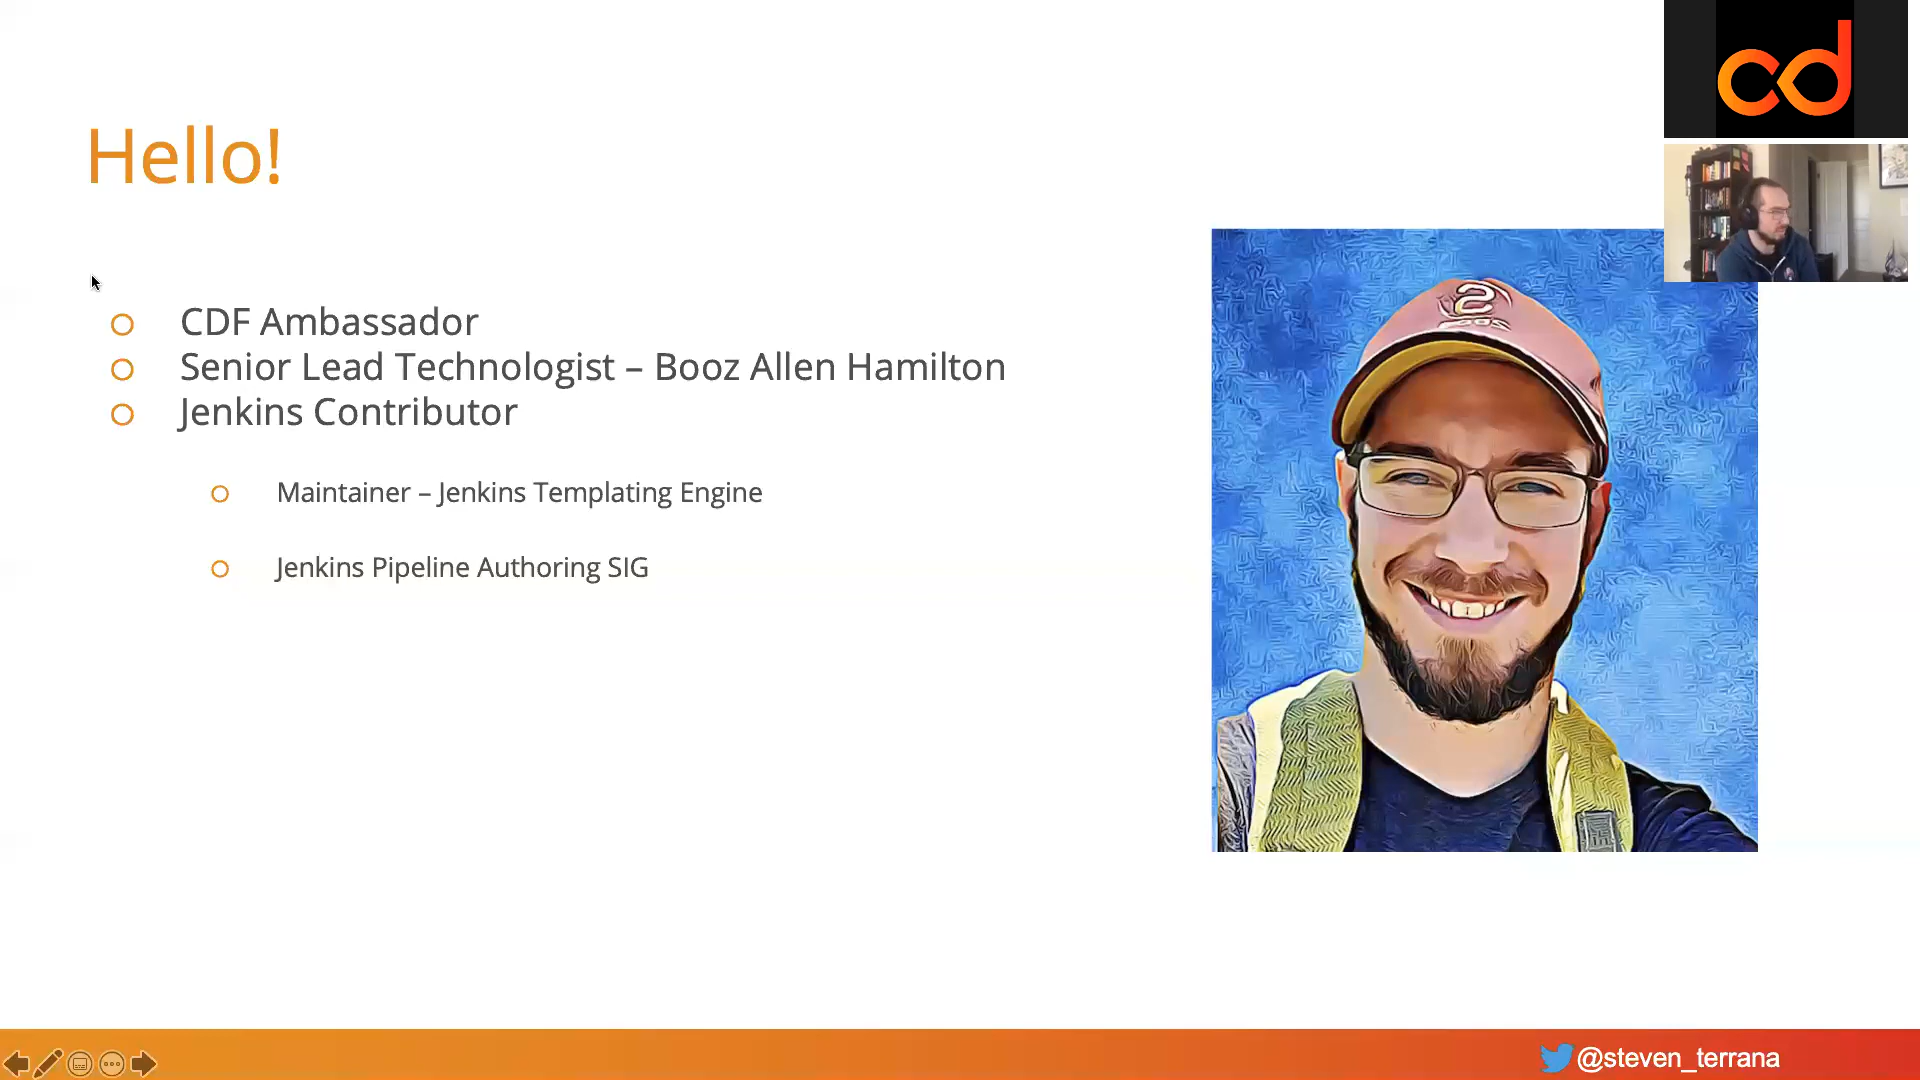 Hello!
CDF Ambassador
Senior Lead Technologist – Booz Allen Hamilton
Jenkins Contributor
Maintainer – Jenkins Templating Engine
Jenkins Pipeline Authoring SIG
cd
@steven_terrana